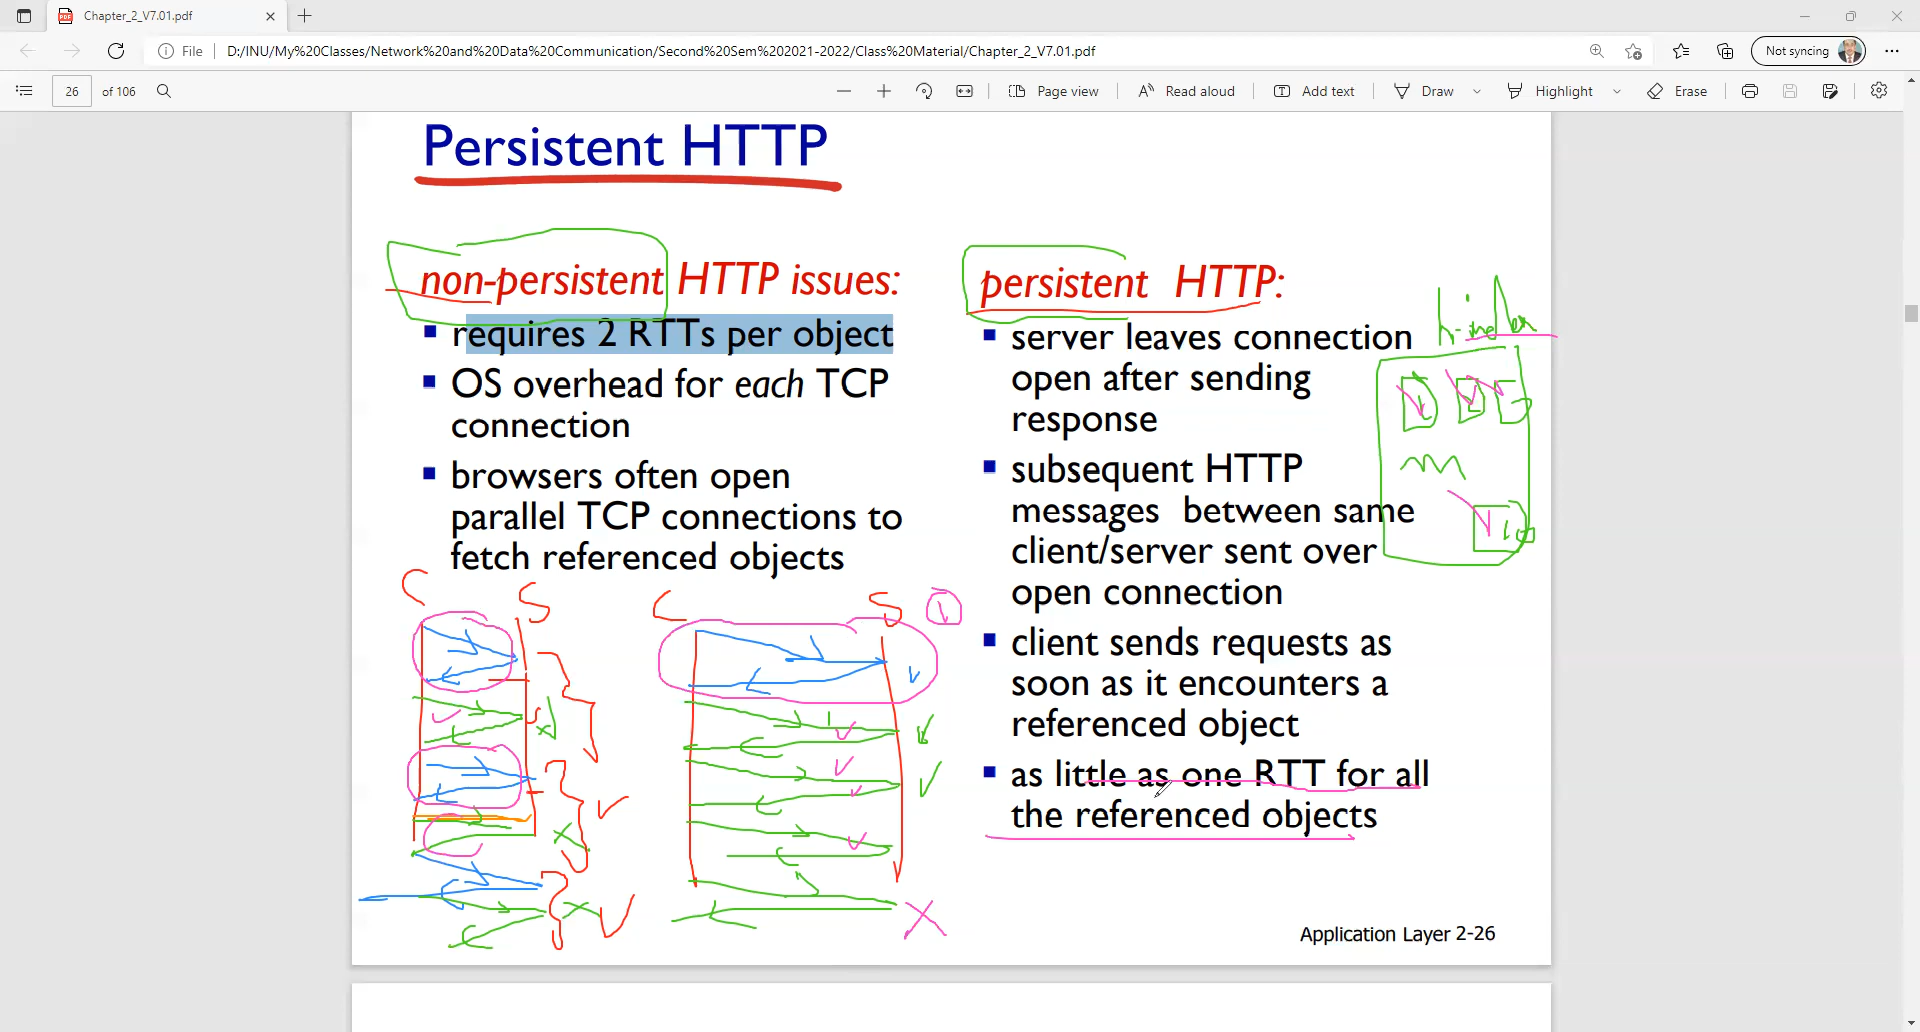 Chapter_2_V7.01.pdf
File
D:/INU/My%20Classes/Network%20and%20Data%20Communication/Second%20Sem%202021-2022/Class%20Material/Chapter_2_V7.01.pdf
Not syncing
26 of 106
Page view
Read aloud
Add text
Draw
Highlight
Erase
Persistent HTTP
non-persistent HTTP issues:
requires 2 RTTs per object
OS overhead for each TCP
connection
browsers often open
parallel TCP connections to
fetch referenced objects
C S
C S 1
persistent HTTP:
server leaves connection
open after sending
response
subsequent HTTP
messages between same
client/server sent over
open connection
client sends requests as
soon as it encounters a
referenced object
as little as one RTT for all
the referenced objects
1 2 3
10
Application Layer 2-26